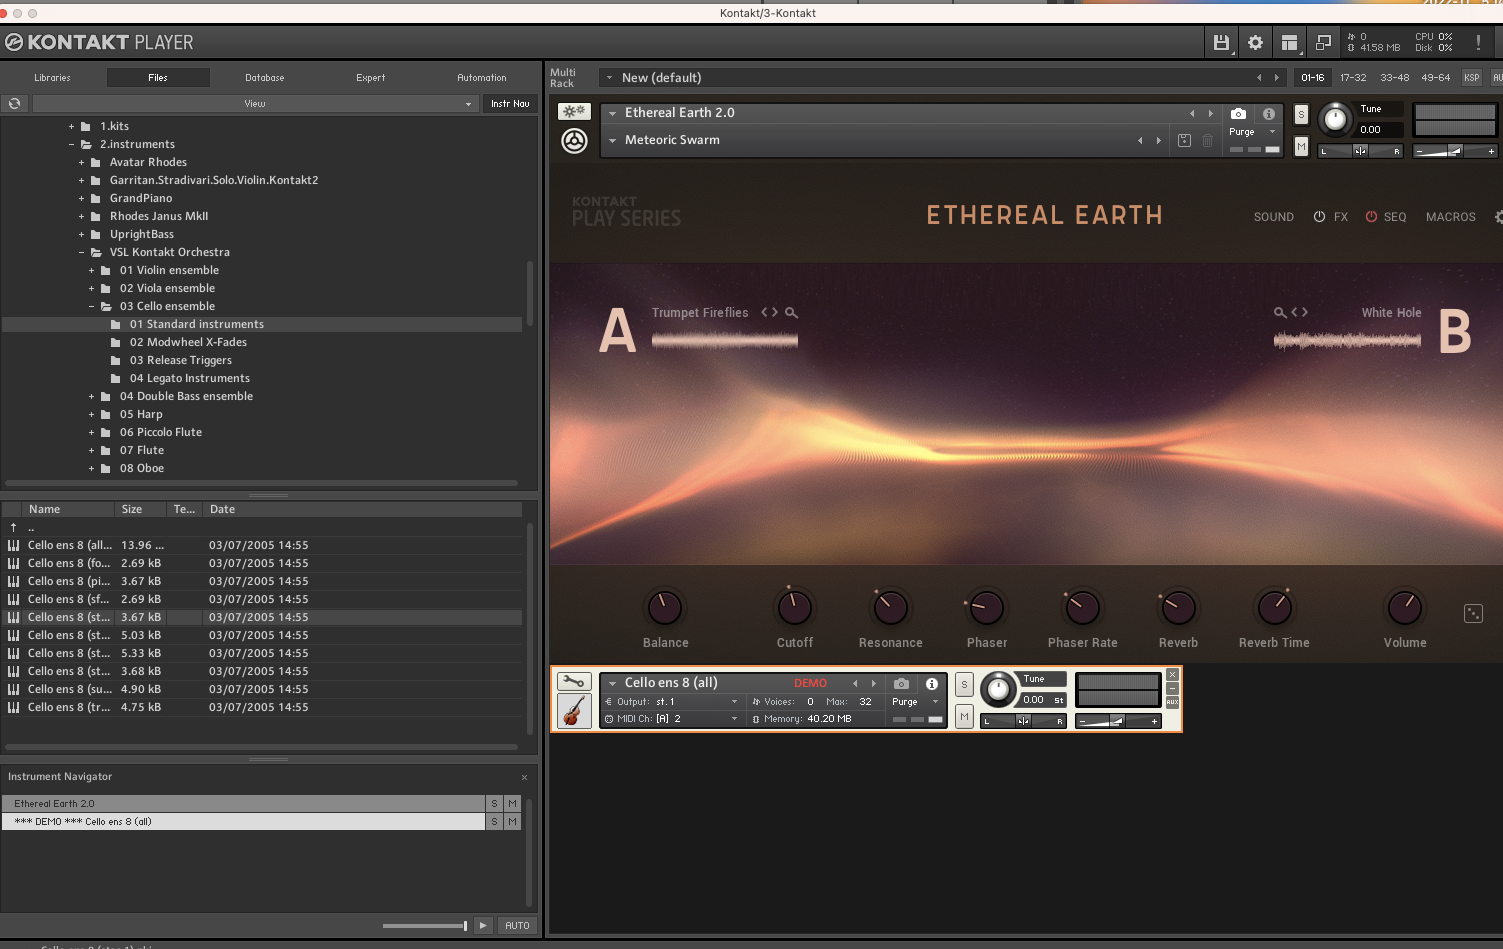 Kontakt/3-Kontakt
KONTAKT PLAYER
0
41.58 MB
CPU 0%
Disk 0%
!
Libraries
Files
Database
Expert
Automation
View
Instr Nav
+ 1.kits
− 2.instruments
+ Avatar Rhodes
+ Garritan.Stradivari.Solo.Violin.Kontakt2
+ GrandPiano
+ Rhodes Janus MkII
+ UprightBass
− VSL Kontakt Orchestra
+ 01 Violin ensemble
+ 02 Viola ensemble
− 03 Cello ensemble
01 Standard instruments
02 Modwheel X-Fades
03 Release Triggers
04 Legato Instruments
+ 04 Double Bass ensemble
+ 05 Harp
+ 06 Piccolo Flute
+ 07 Flute
+ 08 Oboe
Name Size Te... Date
..
Cello ens 8 (all... 13.96 ... 03/07/2005 14:55
Cello ens 8 (fo... 2.69 kB 03/07/2005 14:55
Cello ens 8 (pi... 3.67 kB 03/07/2005 14:55
Cello ens 8 (sf... 2.69 kB 03/07/2005 14:55
Cello ens 8 (st... 3.67 kB 03/07/2005 14:55
Cello ens 8 (st... 5.03 kB 03/07/2005 14:55
Cello ens 8 (st... 5.33 kB 03/07/2005 14:55
Cello ens 8 (st... 3.68 kB 03/07/2005 14:55
Cello ens 8 (su... 4.90 kB 03/07/2005 14:55
Cello ens 8 (tr... 4.75 kB 03/07/2005 14:55
Instrument Navigator ×
Ethereal Earth 2.0 S M
*** DEMO *** Cello ens 8 (all) S M
AUTO
Multi
Rack
New (default)
01-16 17-32 33-48 49-64 KSP
Ethereal Earth 2.0
Meteoric Swarm
Purge
S
M
Tune
0.00
L R
− +
KONTAKT
PLAY SERIES
ETHEREAL EARTH
SOUND FX SEQ MACROS
A
Trumpet Fireflies
White Hole
B
Balance
Cutoff
Resonance
Phaser
Phaser Rate
Reverb
Reverb Time
Volume
Cello ens 8 (all) DEMO
Output: st.1
Voices: 0 Max: 32
Purge
MIDI Ch: [A] 2
Memory: 40.20 MB
S
M
Tune
0.00 St
L R
− +
×
−
AUX